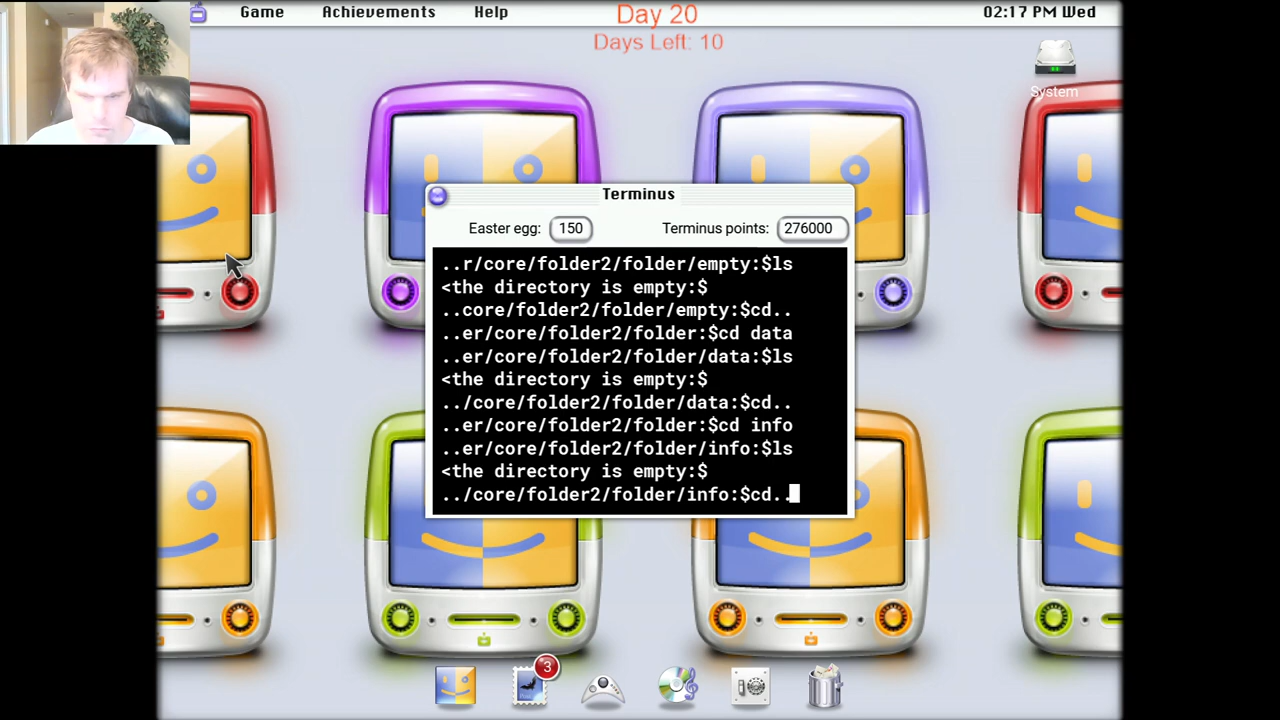 Game Achievements Help Day 20 02:17 PM Wed
Days Left: 10
System
Terminus
Easter egg: 150 Terminus points: 276000
..r/core/folder2/folder/empty:$ls
<the directory is empty:$
..core/folder2/folder/empty:$cd..
..er/core/folder2/folder:$cd data
..er/core/folder2/folder/data:$ls
<the directory is empty:$
../core/folder2/folder/data:$cd..
..er/core/folder2/folder:$cd info
..er/core/folder2/folder/info:$ls
<the directory is empty:$
../core/folder2/folder/info:$cd..
3